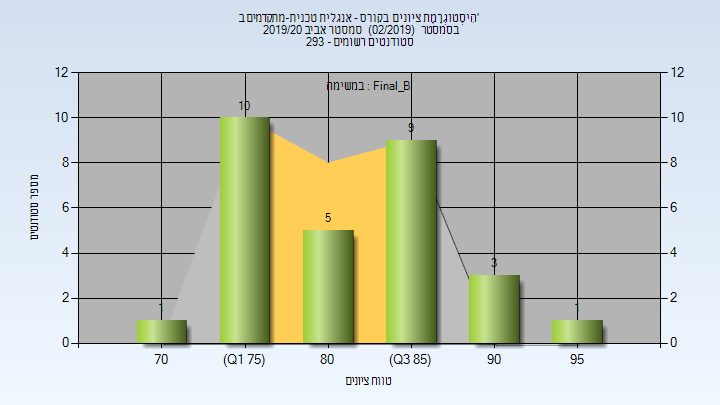 הִיסְטוֹגְרָמַת ציונים בקורס - אנגלית טכנית-מתקדמים ב'
בסמסטר (02/2019) סמסטר אביב 2019/20
סטודנטים רשומים - 293
במשימה : Final_B
12 12
10 10
8 8
6 6
4 4
2 2
0 0
1 10 5 9 3 1
מספר סטודנטים
70 (Q1 75) 80 (Q3 85) 90 95
טווח ציונים